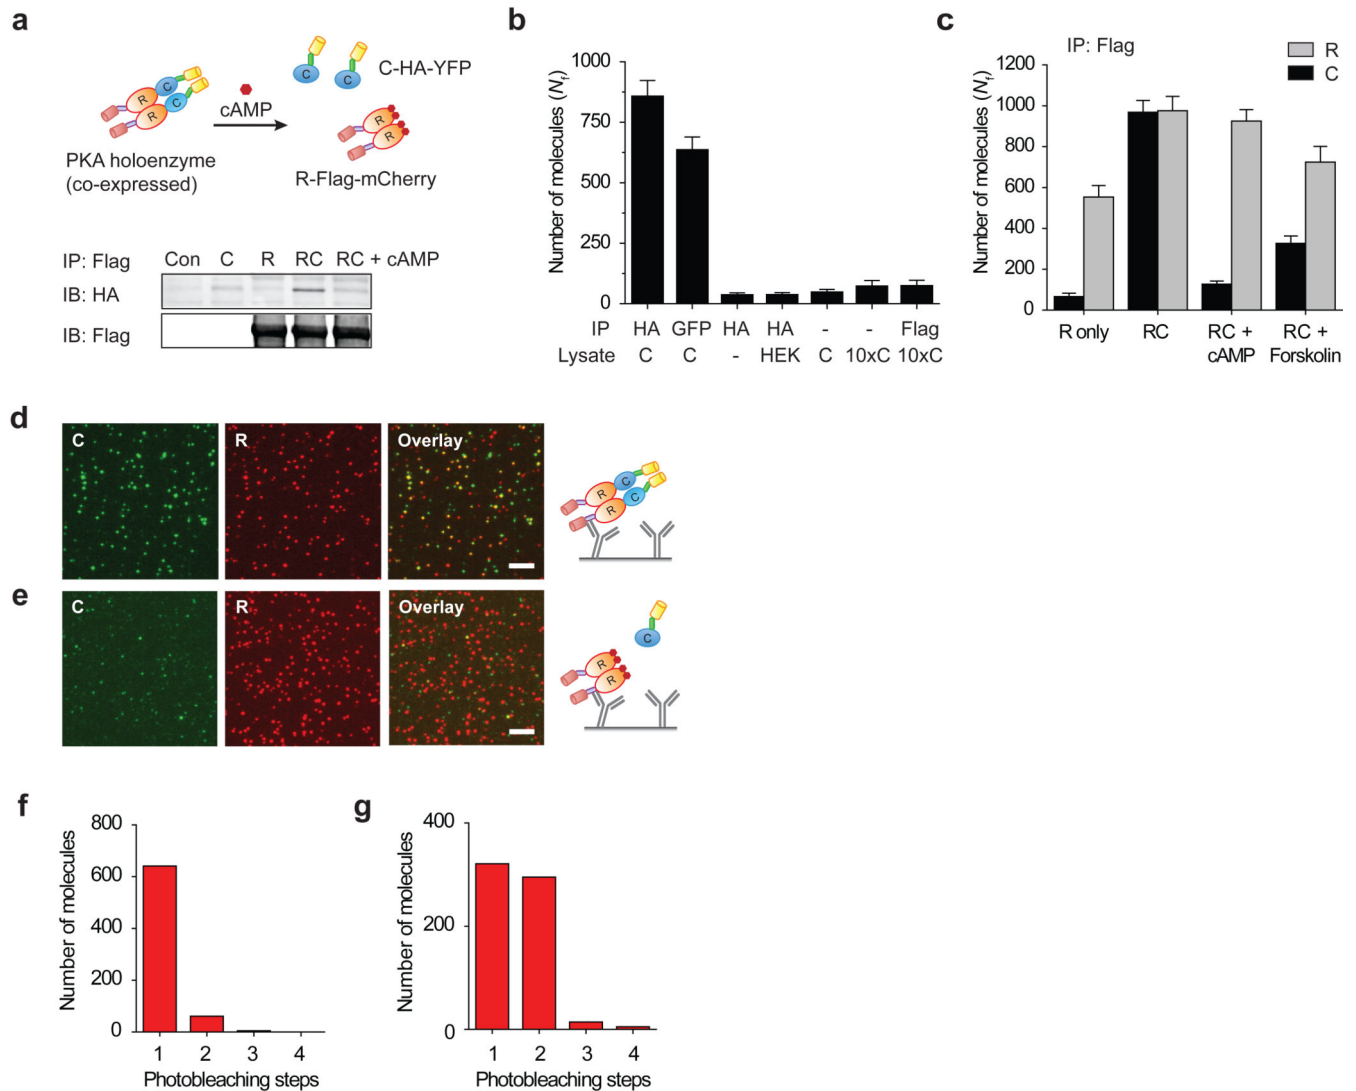 a
C
C
R
R
cAMP
C
C
C-HA-YFP
R
R
R-Flag-mCherry
PKA holoenzyme
(co-expressed)
IP: Flag Con C R RC RC + cAMP
IB: HA
IB: Flag
b
Number of molecules (Nf)
1000
750
500
250
0
IP HA GFP HA HA - - Flag
Lysate C C - HEK C 10xC 10xC
c
IP: Flag
R
C
Number of molecules (Nf)
1200
1000
800
600
400
200
0
R only RC RC + cAMP RC + Forskolin
d
C
R
Overlay
R
C
R
C
e
C
R
Overlay
C
R
R
f
Number of molecules
800
600
400
200
0
1 2 3 4
Photobleaching steps
g
Number of molecules
400
200
0
1 2 3 4
Photobleaching steps